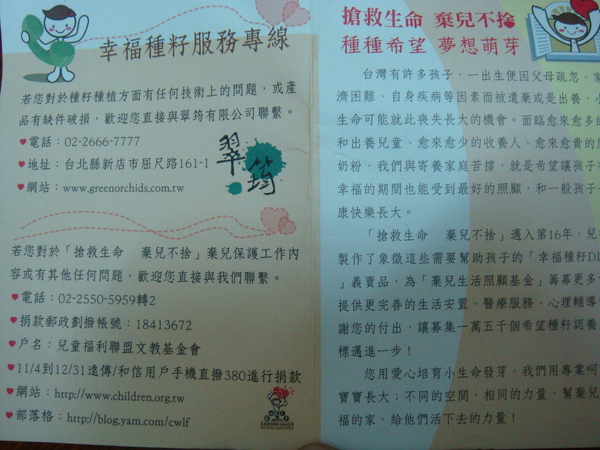 幸福種籽服務專線
若您對於種籽種植方面有任何技術上的問題，或產
品有缺件破損，歡迎您直接與翠筠有限公司聯繫。
電話：02-2666-7777
地址：台北縣新店市屈尺路161-1
網站：www.greenorchids.com.tw
翠筠
若您對於「搶救生命　棄兒不捨」棄兒保護工作內
容或有其他任何問題，歡迎您直接與我們聯繫。
電話：02-2550-5959轉2
捐款郵政劃撥帳號：18413672
戶名：兒童福利聯盟文教基金會
11/4到12/31遠傳/和信用戶手機直撥380進行捐款
網站：http://www.children.org.tw
部落格：http://blog.yam.com/cwlf
搶救生命 棄兒不捨
種種希望 夢想萌芽
台灣有許多孩子，一出生便因父母疏忽、家
濟困難、自身疾病等因素而被遺棄或是出養，小
生命可能就此喪失長大的機會。面臨愈來愈多的
和出養兒童、愈來愈少的收養人、愈來愈貴的
奶粉，我們與寄養家庭苦撐，就是希望讓孩子
幸福的期間也能受到最好的照顧，和一般孩子
康快樂長大。
「搶救生命　棄兒不捨」邁入第16年，兒
製作了象徵這些需要幫助孩子的「幸福種籽DI
」義賣品，為「棄兒生活照顧基金」籌募更多
提供更完善的生活安置、醫療服務、心理輔導
謝您的付出，讓募集一萬五千個希望種籽認養
標邁進一步！
您用愛心培育小生命發芽，我們用專業呵
寶寶長大；不同的空間，相同的力量，幫棄兒
福的家，給他們活下去的力量！